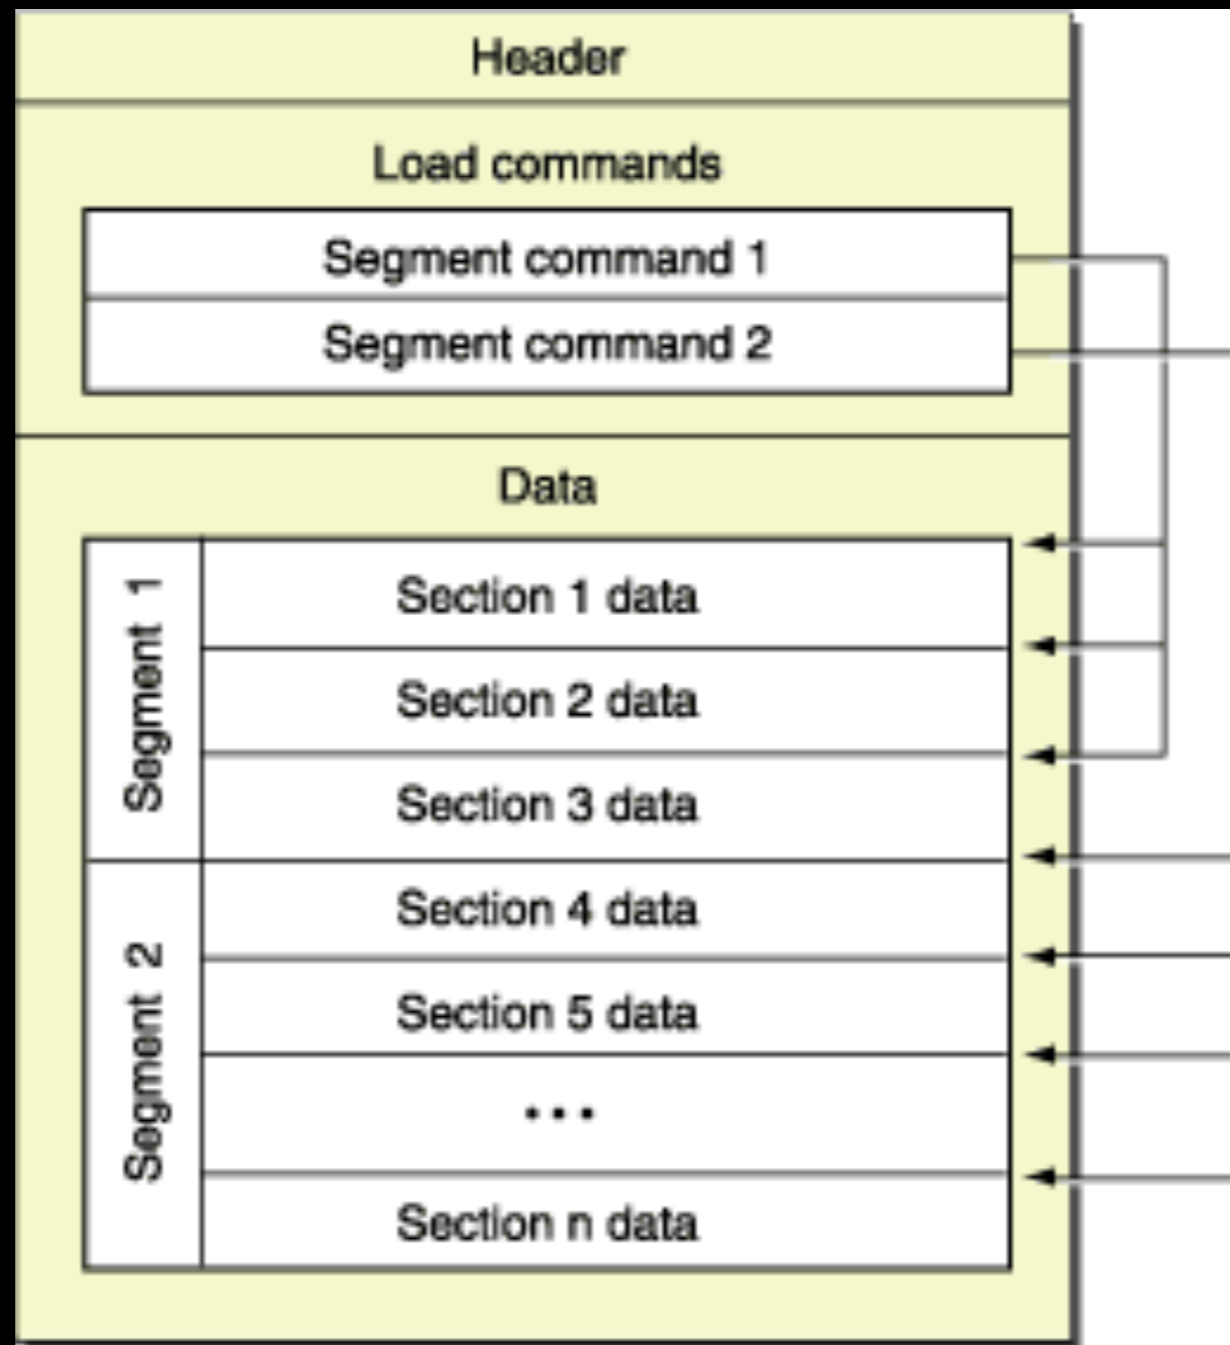 Header
Load commands
Segment command 1
Segment command 2
Data
Segment 1
Section 1 data
Section 2 data
Section 3 data
Segment 2
Section 4 data
Section 5 data
...
Section n data